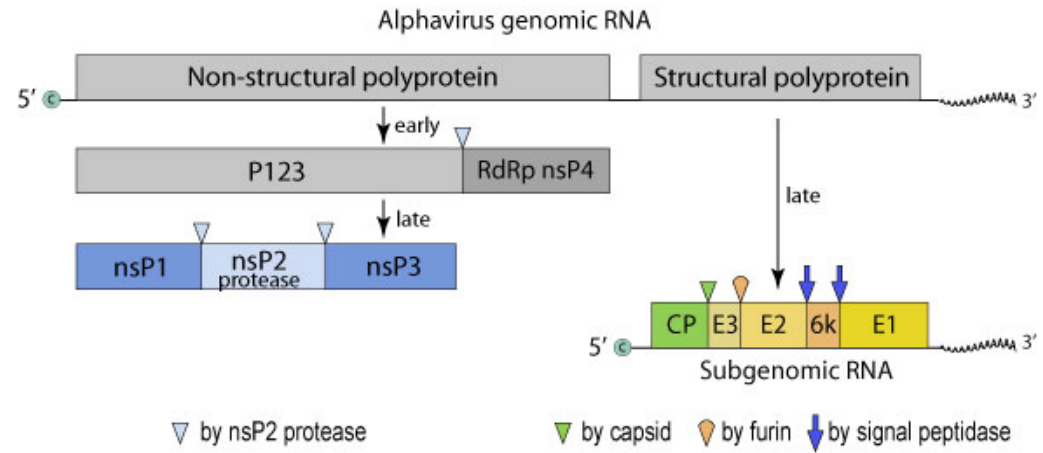 Alphavirus genomic RNA
Non-structural polyprotein
Structural polyprotein
5′ c
3′
early
P123
RdRp nsP4
late
late
nsP1
nsP2
protease
nsP3
CP
E3
E2
6k
E1
5′ c
3′
Subgenomic RNA
by nsP2 protease
by capsid
by furin
by signal peptidase